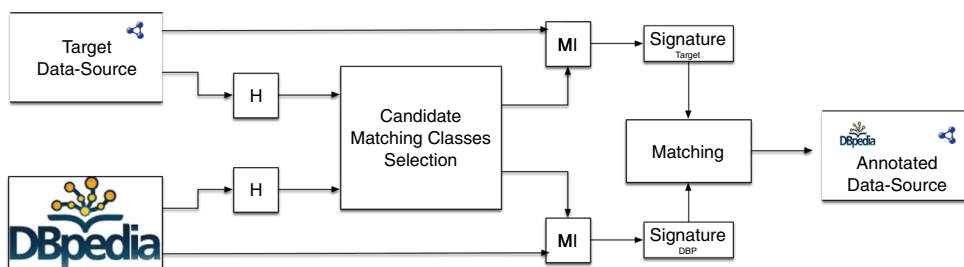 Target
Data-Source
H
Candidate
Matching Classes
Selection
MI
Signature
Target
Matching
DBpedia
Annotated
Data-Source
DBpedia
H
MI
Signature
DBP